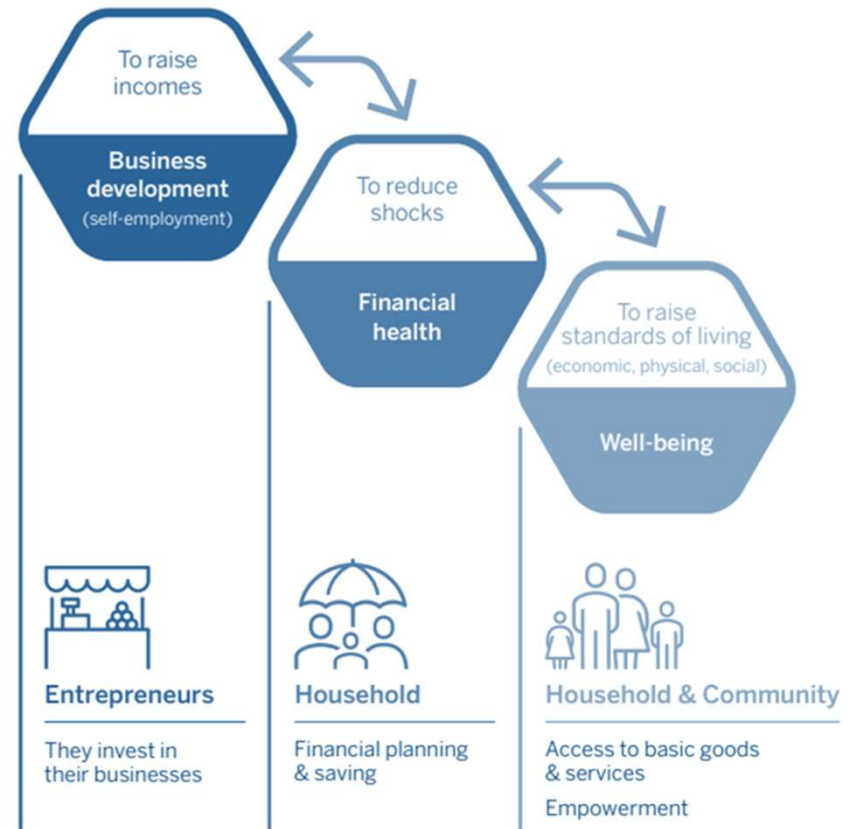 To raise
incomes
Business
development
(self-employment)
To reduce
shocks
Financial
health
To raise
standards of living
(economic, physical, social)
Well-being
Entrepreneurs
They invest in
their businesses
Household
Financial planning
& saving
Household & Community
Access to basic goods
& services
Empowerment